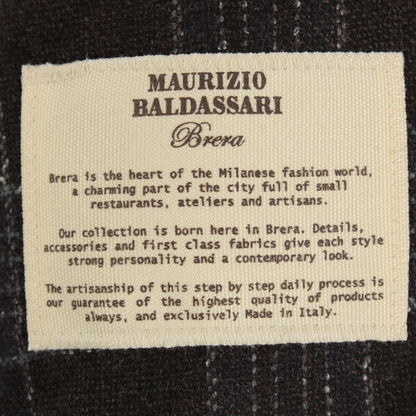 MAURIZIO
BALDASSARI
Brera
Brera is the heart of the Milanese fashion world,
a charming part of the city full of small
restaurants, ateliers and artisans.
Our collection is born here in Brera. Details,
accessories and first class fabrics give each style
strong personality and a contemporary look.
The artisanship of this step by step daily process is
our guarantee of the highest quality of products
always, and exclusively Made in Italy.